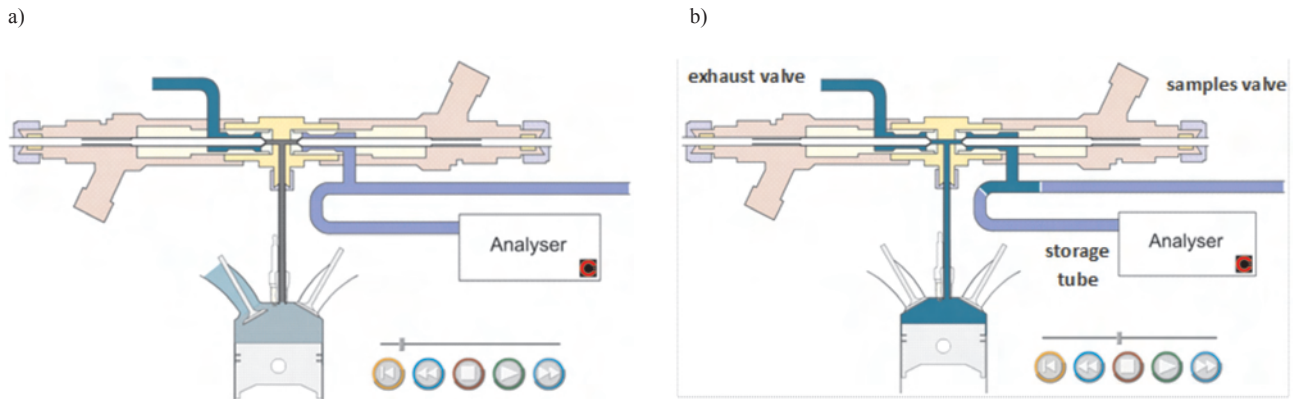 a)
b)
exhaust valve
samples valve
Analyser
Analyser
storage
tube